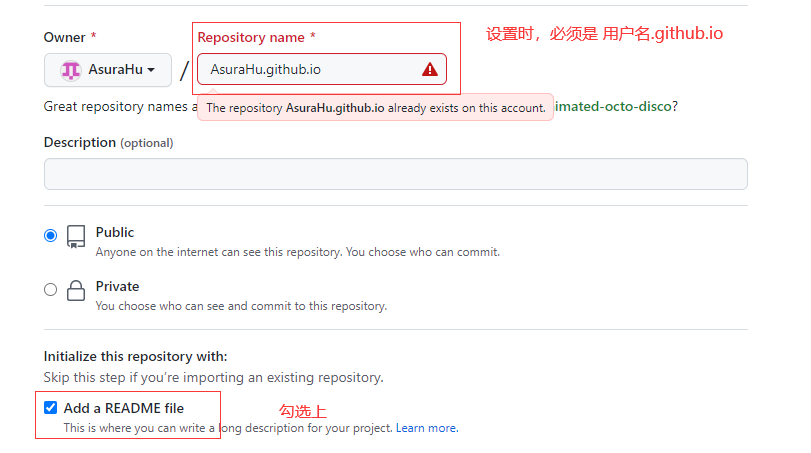 Owner *
Repository name *
设置时，必须是 用户名.github.io
AsuraHu
/
AsuraHu.github.io
Great repository names a
The repository AsuraHu.github.io already exists on this account.
imated-octo-disco?
Description (optional)
Public
Anyone on the internet can see this repository. You choose who can commit.
Private
You choose who can see and commit to this repository.
Initialize this repository with:
Skip this step if you're importing an existing repository.
Add a README file
勾选上
This is where you can write a long description for your project. Learn more.